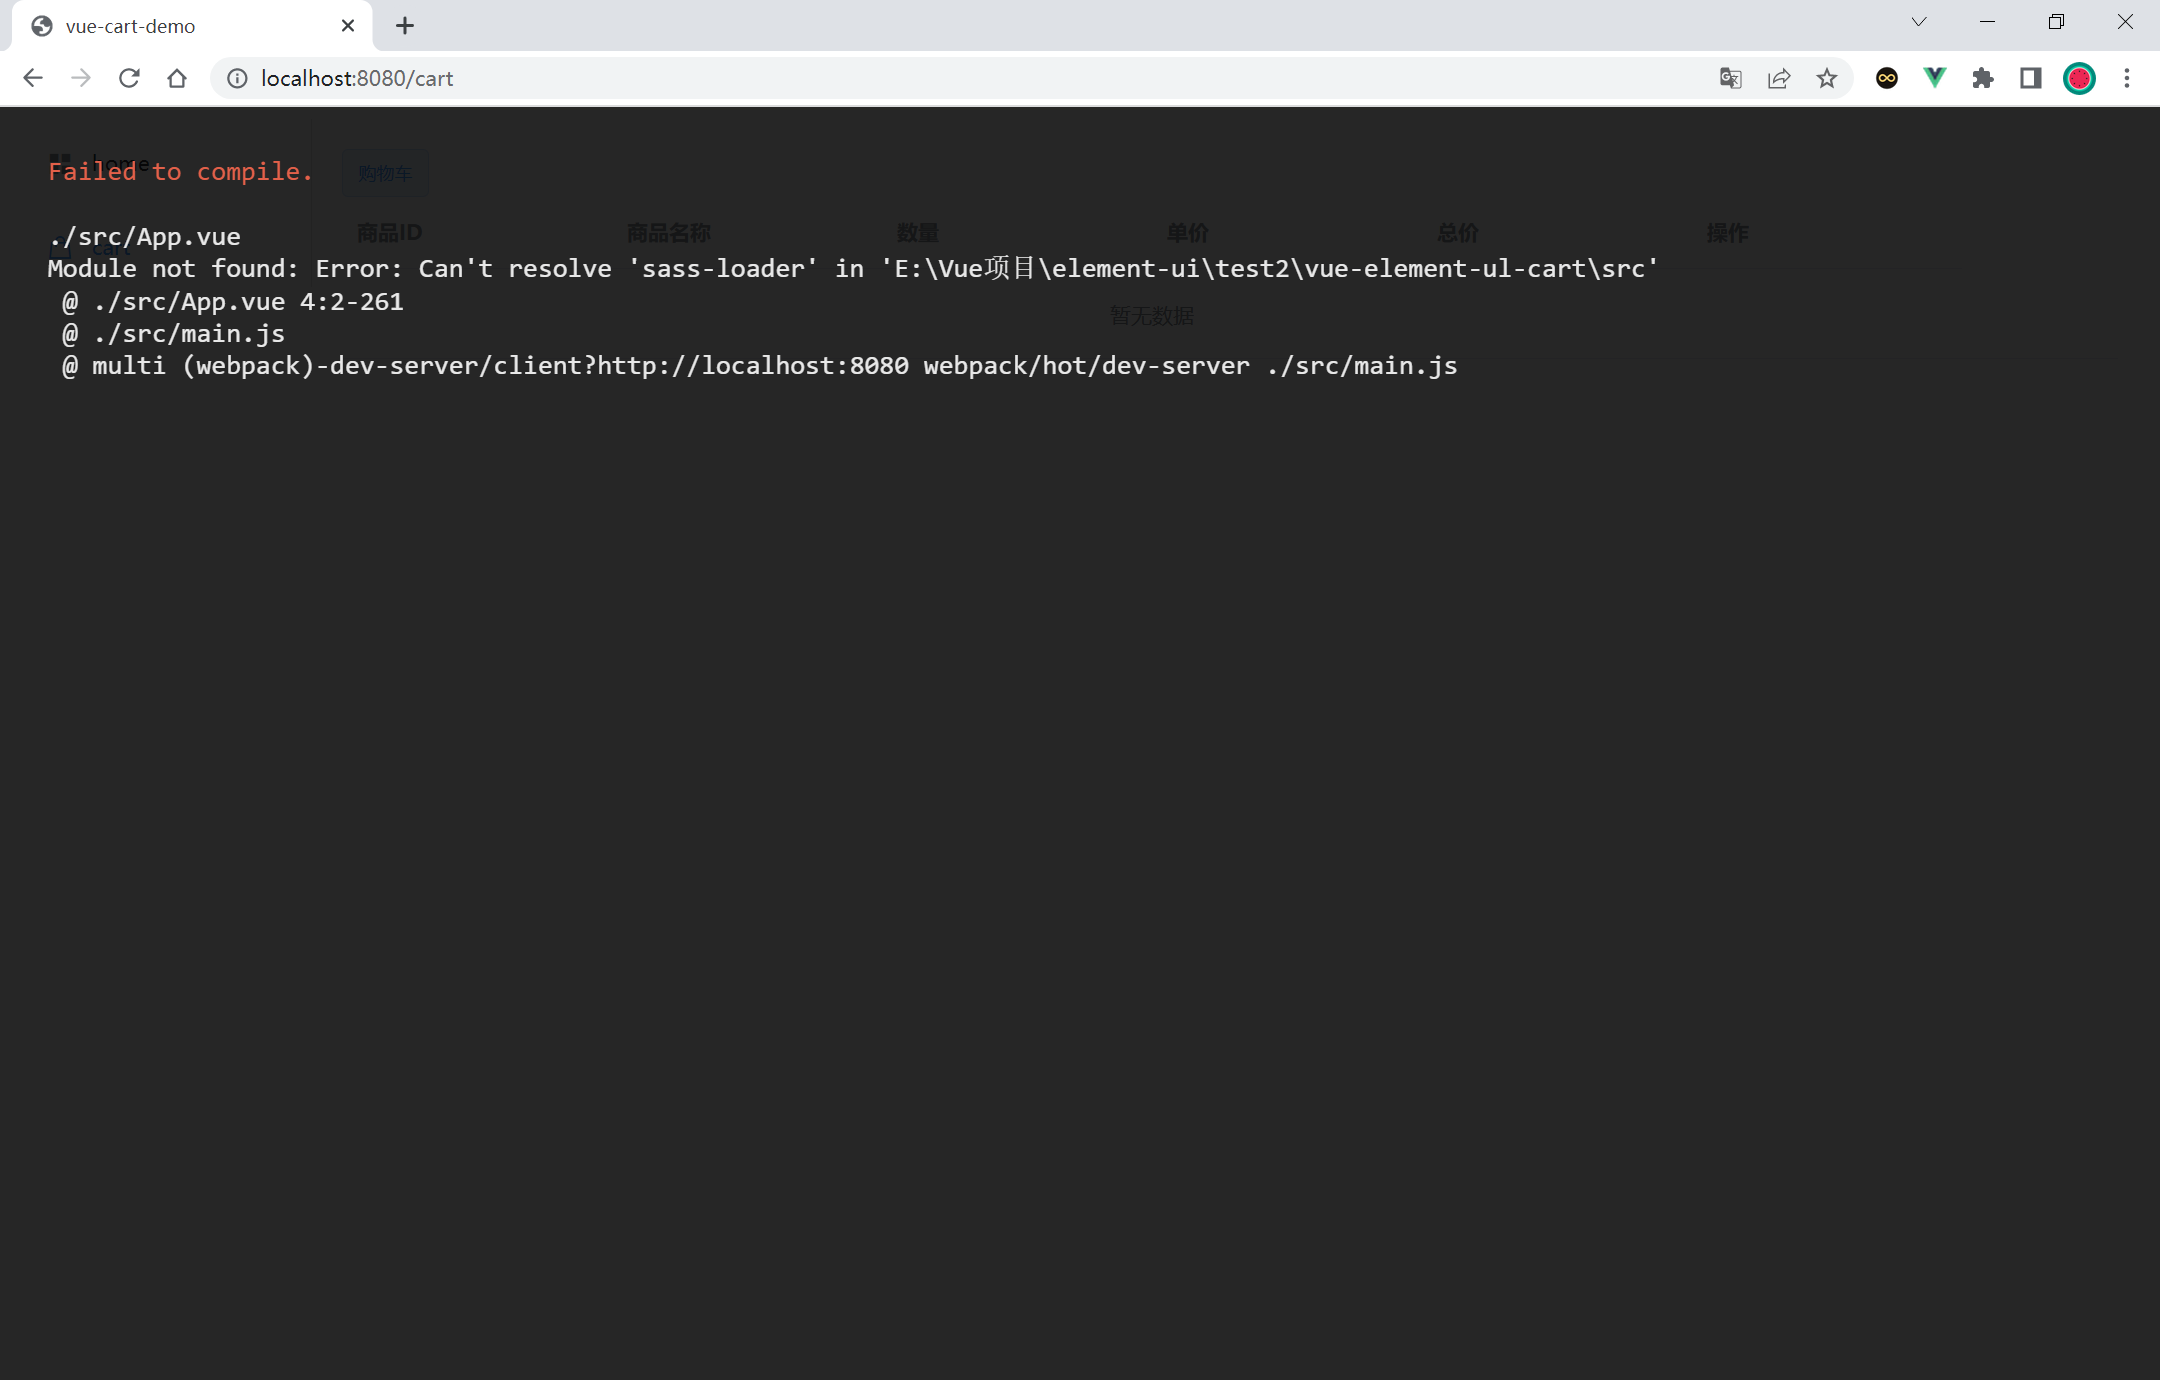 vue-cart-demo
localhost:8080/cart
home
Failed to compile.
购物车
./src/App.vue
cart
商品ID 商品名称 数量 单价 总价 操作
Module not found: Error: Can't resolve 'sass-loader' in 'E:\Vue项目\element-ui\test2\vue-element-ul-cart\src'
@ ./src/App.vue 4:2-261
暂无数据
@ ./src/main.js
@ multi (webpack)-dev-server/client?http://localhost:8080 webpack/hot/dev-server ./src/main.js